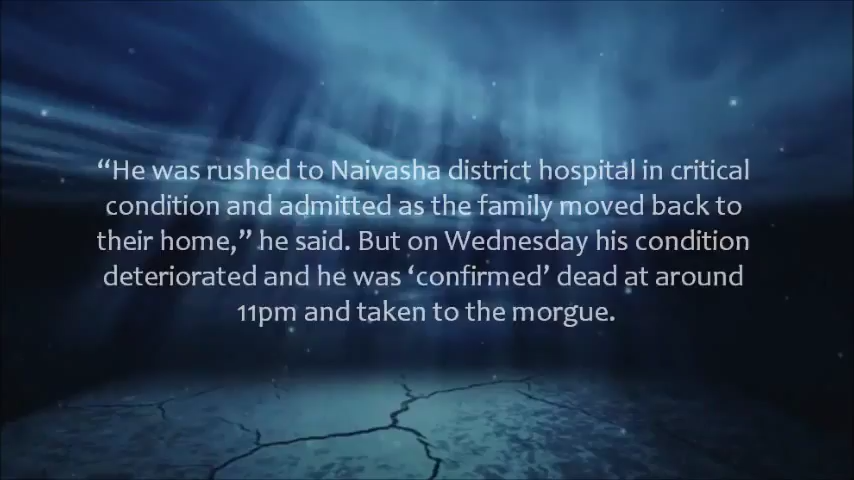 “He was rushed to Naivasha district hospital in critical
condition and admitted as the family moved back to
their home,” he said. But on Wednesday his condition
deteriorated and he was ‘confirmed’ dead at around
11pm and taken to the morgue.